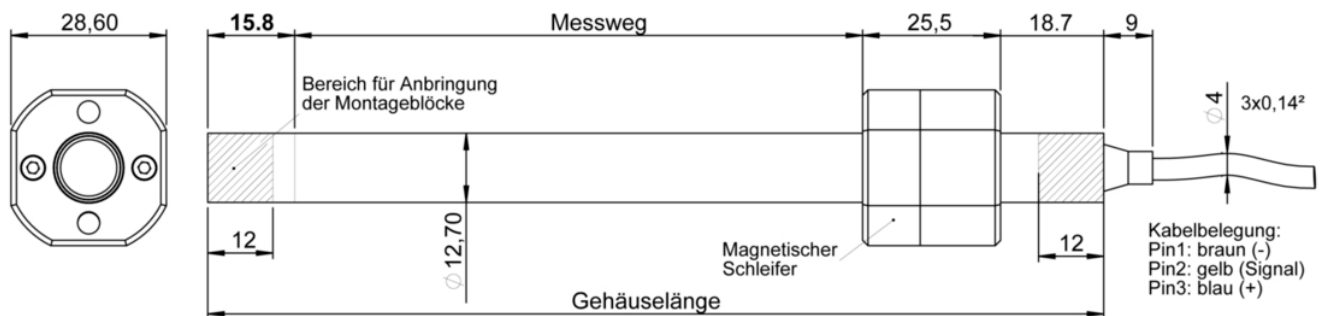 28,60
15.8
Messweg
25,5
18.7
9
Bereich für Anbringung
der Montageblöcke
∅4
3x0,14²
12
∅12,70
Magnetischer
Schleifer
12
Kabelbelegung:
Pin1: braun (-)
Pin2: gelb (Signal)
Pin3: blau (+)
Gehäuselänge